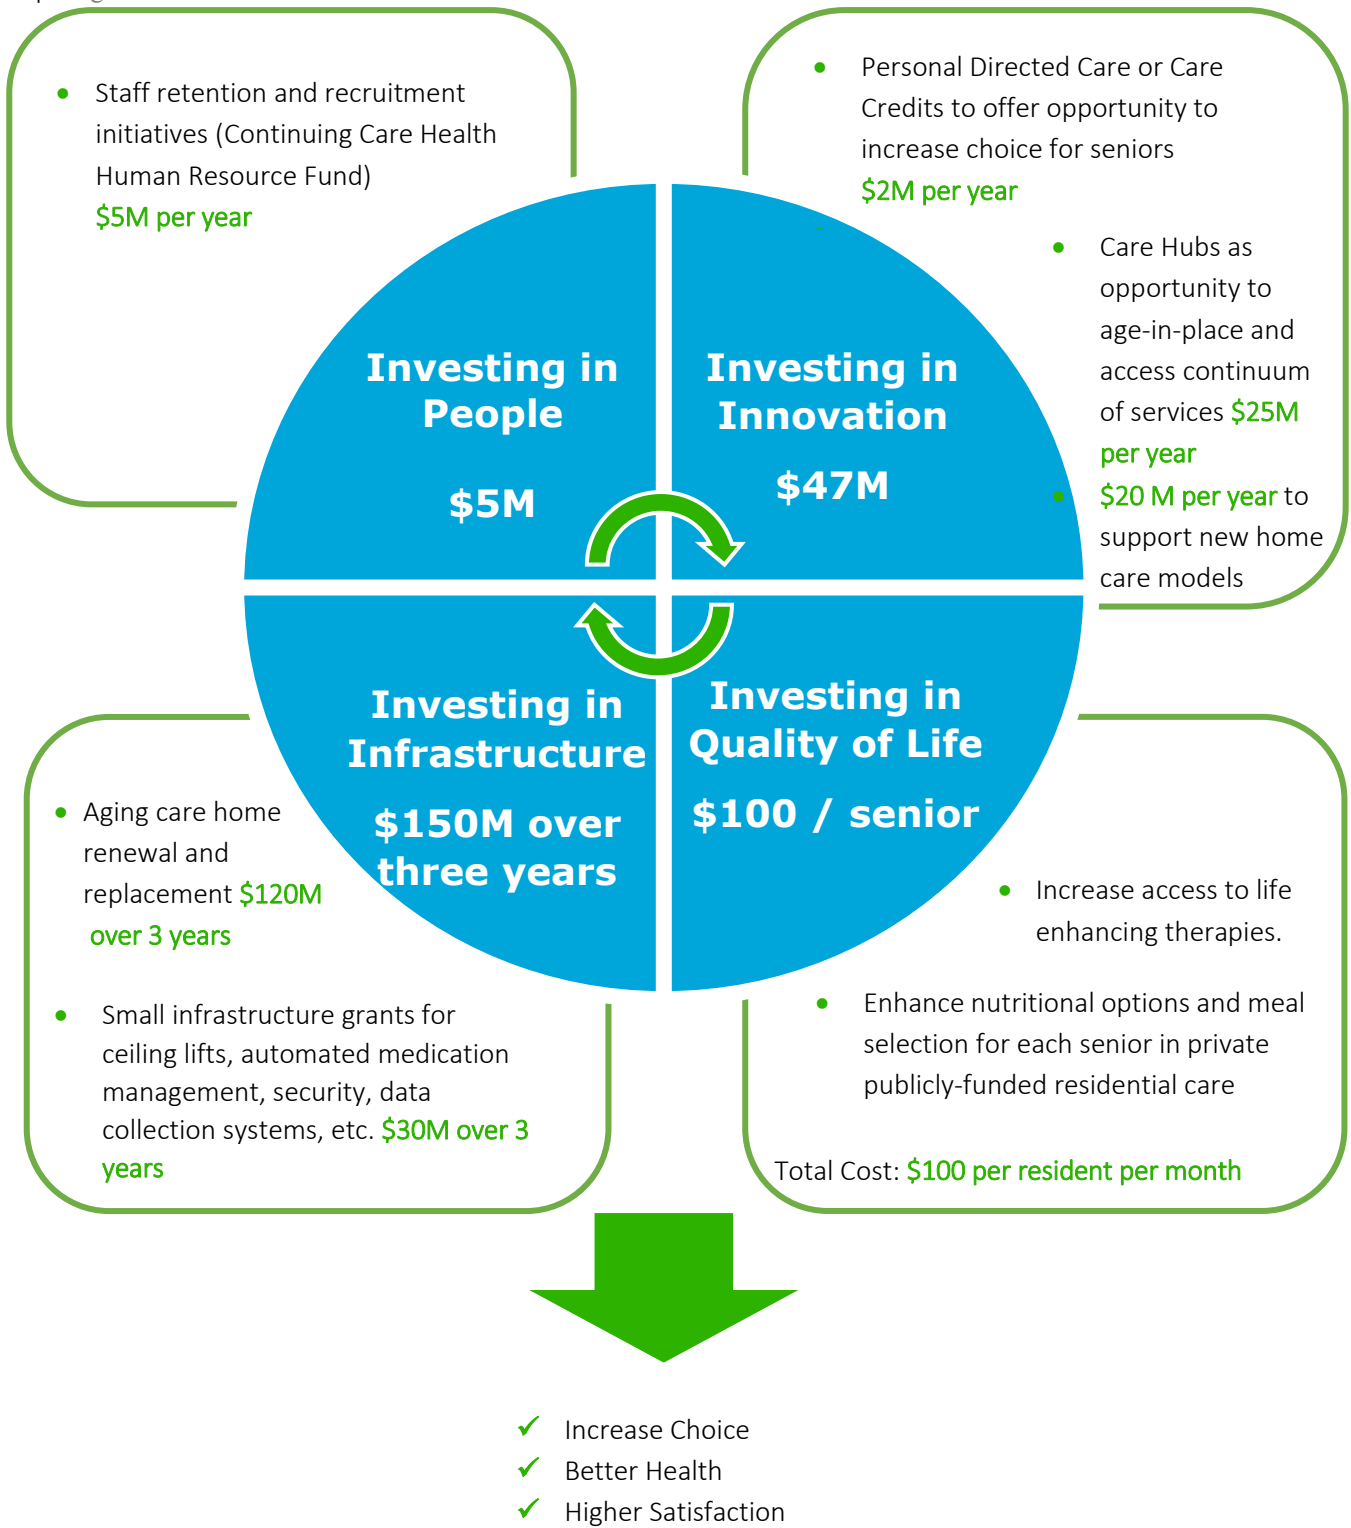 • Staff retention and recruitment
initiatives (Continuing Care Health
Human Resource Fund)
$5M per year
• Personal Directed Care or Care
Credits to offer opportunity to
increase choice for seniors
$2M per year
• Care Hubs as
opportunity to
age-in-place and
access continuum
of services $25M
per year
• $20 M per year to
support new home
care models
Investing in
People
$5M
Investing in
Innovation
$47M
Investing in
Infrastructure
$150M over
three years
Investing in
Quality of Life
$100 / senior
• Aging care home
renewal and
replacement $120M
over 3 years
• Small infrastructure grants for
ceiling lifts, automated medication
management, security, data
collection systems, etc. $30M over 3
years
• Increase access to life
enhancing therapies.
• Enhance nutritional options and meal
selection for each senior in private
publicly-funded residential care
Total Cost: $100 per resident per month
✓ Increase Choice
✓ Better Health
✓ Higher Satisfaction